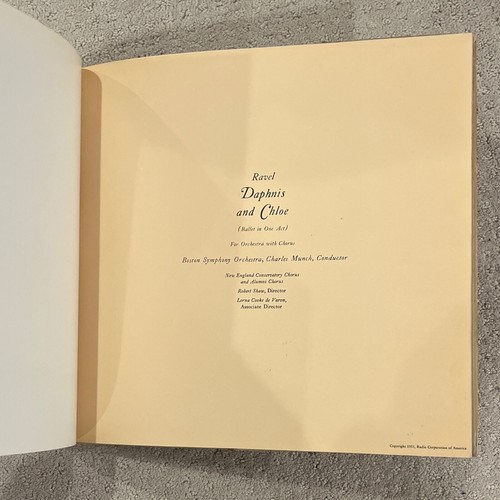 Ravel
Daphnis
and Chloe
(Ballet in One Act)
For Orchestra with Chorus
Boston Symphony Orchestra, Charles Munch, Conductor
New England Conservatory Chorus
and Alumni Chorus
Robert Shaw, Director
Lorna Cooke de Varon,
Associate Director
Copyright 1955, Radio Corporation of America